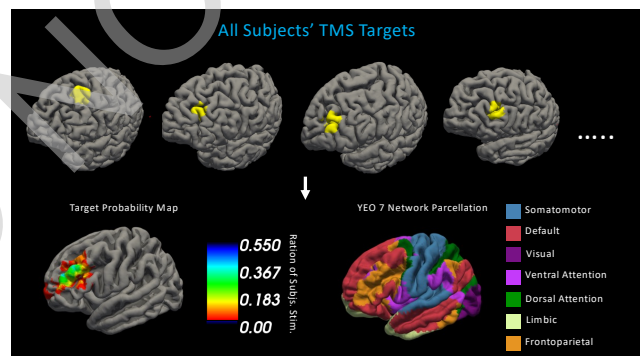 All Subjects' TMS Targets
.....
Target Probability Map
YEO 7 Network Parcellation
0.550
0.367
0.183
0.00
Ration of Subjs. Stim.
Somatomotor
Default
Visual
Ventral Attention
Dorsal Attention
Limbic
Frontoparietal